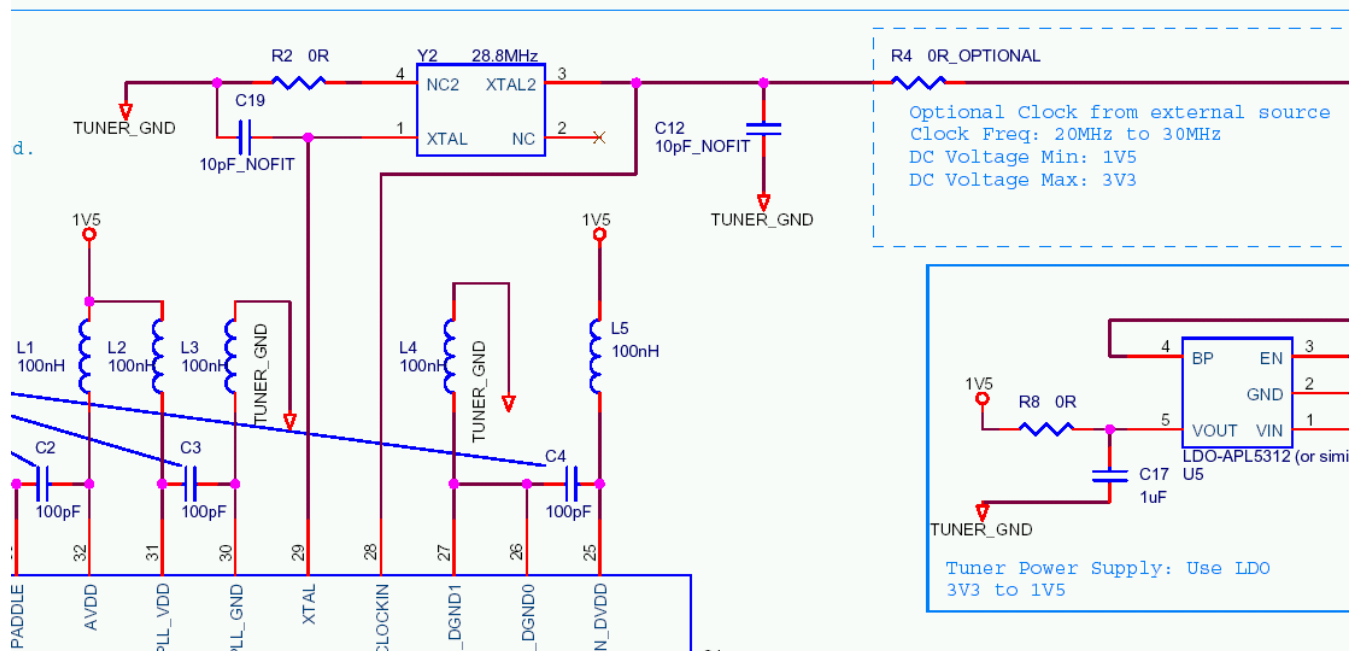 R2 0R
Y2 28.8MHz
R4 0R_OPTIONAL
4
NC2
XTAL2
3
C19
TUNER_GND
1
XTAL
NC
2
10pF_NOFIT
C12
10pF_NOFIT
TUNER_GND
Optional Clock from external source
Clock Freq: 20MHz to 30MHz
DC Voltage Min: 1V5
DC Voltage Max: 3V3
d.
1V5
1V5
L1
100nH
L2
100nH
L3
100nH
TUNER_GND
L4
100nH
TUNER_GND
L5
100nH
C2
100pF
C3
100pF
C4
100pF
32
31
30
29
28
27
26
25
PADDLE
AVDD
PLL_VDD
PLL_GND
XTAL
CLOCKIN
_DGND1
_DGND0
N_DVDD
4
BP
EN
3
GND
2
5
VOUT
VIN
1
1V5
R8 0R
LDO-APL5312 (or simi
U5
C17
1uF
TUNER_GND
Tuner Power Supply: Use LDO
3V3 to 1V5